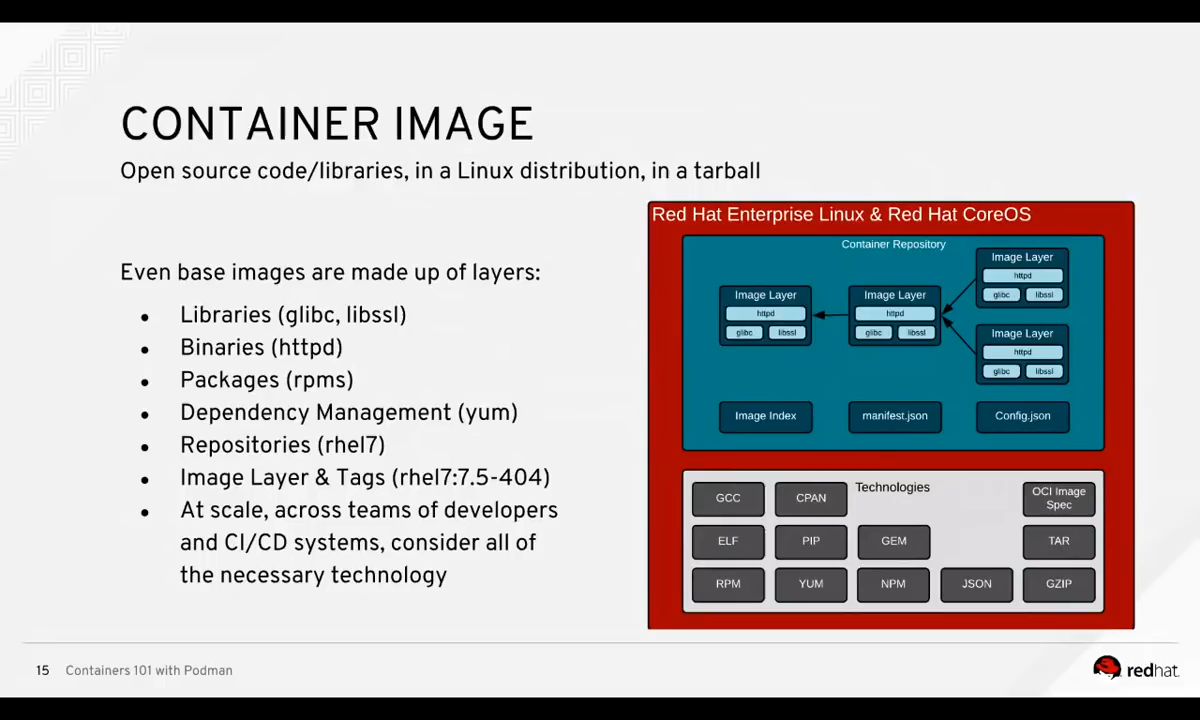 CONTAINER IMAGE
Open source code/libraries, in a Linux distribution, in a tarball
Even base images are made up of layers:
● Libraries (glibc, libssl)
● Binaries (httpd)
● Packages (rpms)
● Dependency Management (yum)
● Repositories (rhel7)
● Image Layer & Tags (rhel7:7.5-404)
● At scale, across teams of developers
and CI/CD systems, consider all of
the necessary technology
Red Hat Enterprise Linux & Red Hat CoreOS
Container Repository
Image Layer
httpd
glibc libssl
Image Layer
httpd
glibc libssl
Image Layer
httpd
glibc libssl
Image Layer
httpd
glibc libssl
Image Index manifest.json Config.json
Technologies
GCC CPAN OCI Image
Spec
ELF PIP GEM TAR
RPM YUM NPM JSON GZIP
15 Containers 101 with Podman
redhat.